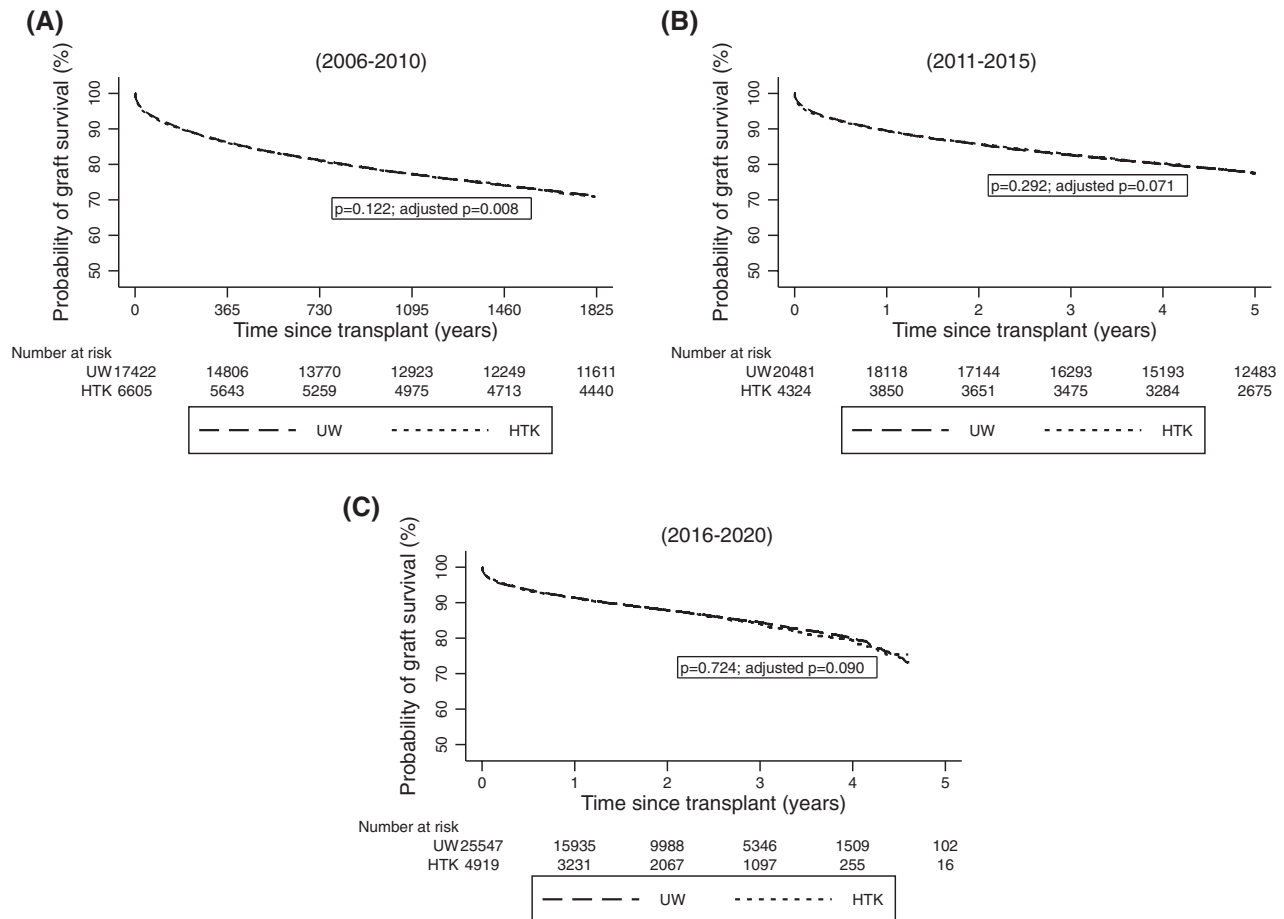 (A)
(2006-2010)
Probability of graft survival (%)
100
90
80
70
60
50
p=0.122; adjusted p=0.008
0 365 730 1095 1460 1825
Time since transplant (years)
Number at risk
UW 17422 14806 13770 12923 12249 11611
HTK 6605 5643 5259 4975 4713 4440
UW HTK
(B)
(2011-2015)
Probability of graft survival (%)
100
90
80
70
60
50
p=0.292; adjusted p=0.071
0 1 2 3 4 5
Time since transplant (years)
Number at risk
UW 20481 18118 17144 16293 15193 12483
HTK 4324 3850 3651 3475 3284 2675
UW HTK
(C)
(2016-2020)
Probability of graft survival (%)
100
90
80
70
60
50
p=0.724; adjusted p=0.090
0 1 2 3 4 5
Time since transplant (years)
Number at risk
UW 25547 15935 9988 5346 1509 102
HTK 4919 3231 2067 1097 255 16
UW HTK